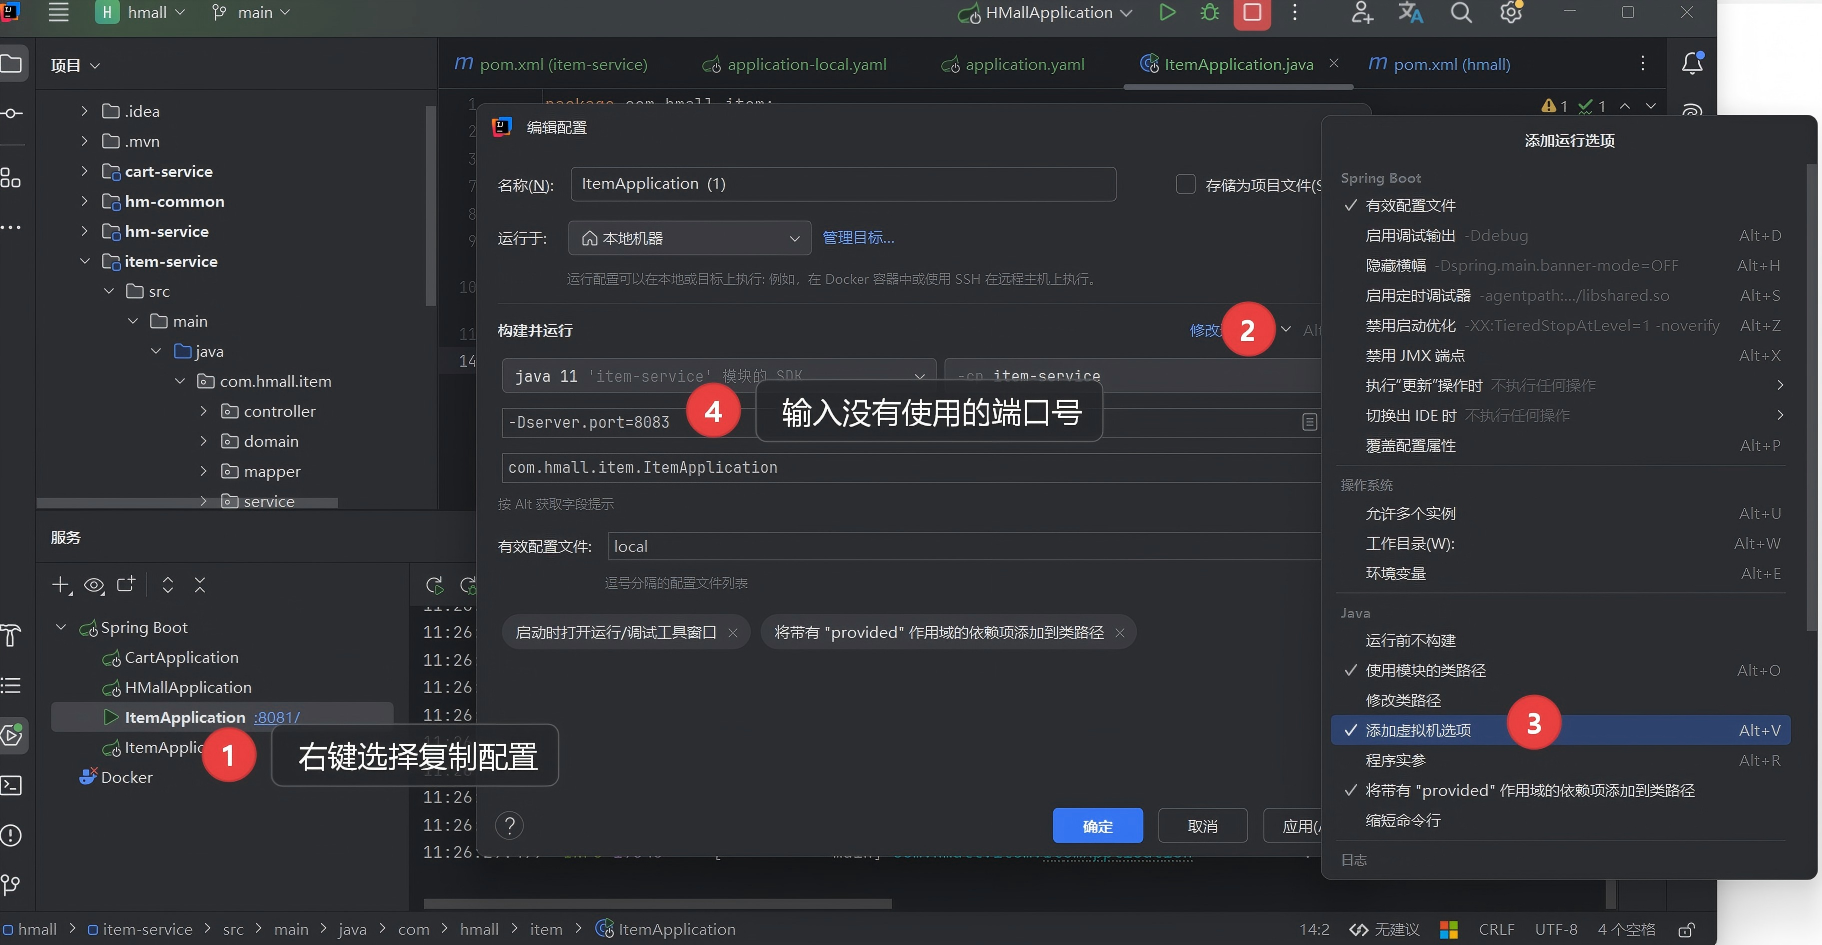 H hmall main HMallApplication
项目
pom.xml (item-service) application-local.yaml application.yaml ItemApplication.java pom.xml (hmall)
.idea
.mvn
cart-service
hm-common
hm-service
item-service
src
main
java
com.hmall.item
controller
domain
mapper
service
1
2
3
7
8
9
10
11
14
package com.hmall.item;
1 1
编辑配置
名称(N): ItemApplication (1) 存储为项目文件(S
运行于: 本地机器 管理目标...
运行配置可以在本地或目标上执行: 例如，在 Docker 容器中或使用 SSH 在远程主机上执行。
构建并运行 修改 2 Alt
java 11 'item-service' 模块的 SDK -cp item-service
-Dserver.port=8083 4 输入没有使用的端口号
com.hmall.item.ItemApplication
按 Alt 获取字段提示
有效配置文件: local
逗号分隔的配置文件列表
启动时打开运行/调试工具窗口 将带有 "provided" 作用域的依赖项添加到类路径
? 确定 取消 应用(A
添加运行选项
Spring Boot
有效配置文件
启用调试输出 -Ddebug Alt+D
隐藏横幅 -Dspring.main.banner-mode=OFF Alt+H
启用定时调试器 -agentpath:.../libshared.so Alt+S
禁用启动优化 -XX:TieredStopAtLevel=1 -noverify Alt+Z
禁用 JMX 端点 Alt+X
执行"更新"操作时 不执行任何操作
切换出 IDE 时 不执行任何操作
覆盖配置属性 Alt+P
操作系统
允许多个实例 Alt+U
工作目录(W): Alt+W
环境变量 Alt+E
Java
运行前不构建
使用模块的类路径 Alt+O
修改类路径
添加虚拟机选项 3 Alt+V
程序实参 Alt+R
将带有 "provided" 作用域的依赖项添加到类路径
缩短命令行
日志
服务
Spring Boot
CartApplication
HMallApplication
ItemApplication :8081/
ItemApplic
Docker
1 右键选择复制配置
11:26
11:26
11:26
11:26
11:26
11:26
11:26
hmall item-service src main java com hmall item ItemApplication
14:2 无建议 CRLF UTF-8 4 个空格